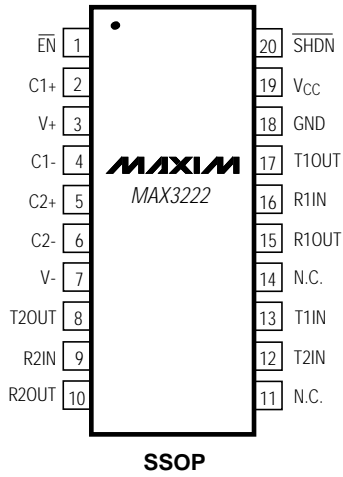 EN 1 20 SHDN
C1+ 2 19 VCC
V+ 3 18 GND
C1- 4 MAXIM 17 T1OUT
C2+ 5 MAX3222 16 R1IN
C2- 6 15 R1OUT
V- 7 14 N.C.
T2OUT 8 13 T1IN
R2IN 9 12 T2IN
R2OUT 10 11 N.C.
SSOP